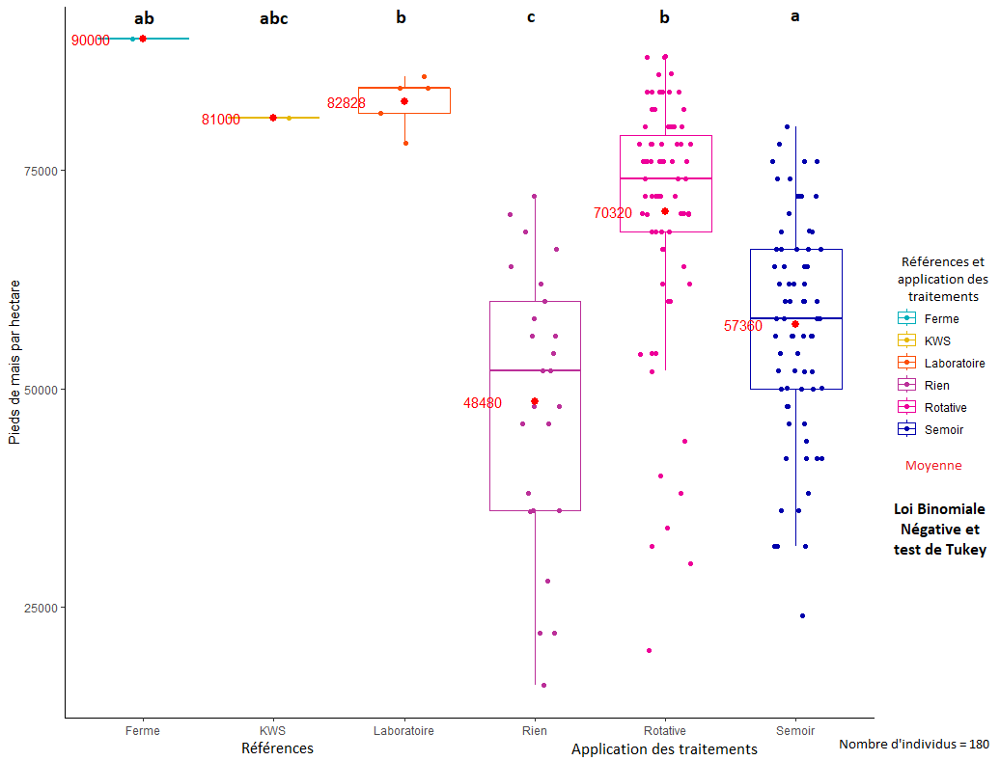 ab
abc
b
c
b
a
90000
81000
82828
48480
70320
57360
75000
50000
25000
Pieds de mais par hectare
Ferme
KWS
Laboratoire
Rien
Rotative
Semoir
Références
Application des traitements
Références et
application des
traitements
Ferme
KWS
Laboratoire
Rien
Rotative
Semoir
Moyenne
Loi Binomiale
Négative et
test de Tukey
Nombre d'individus = 180